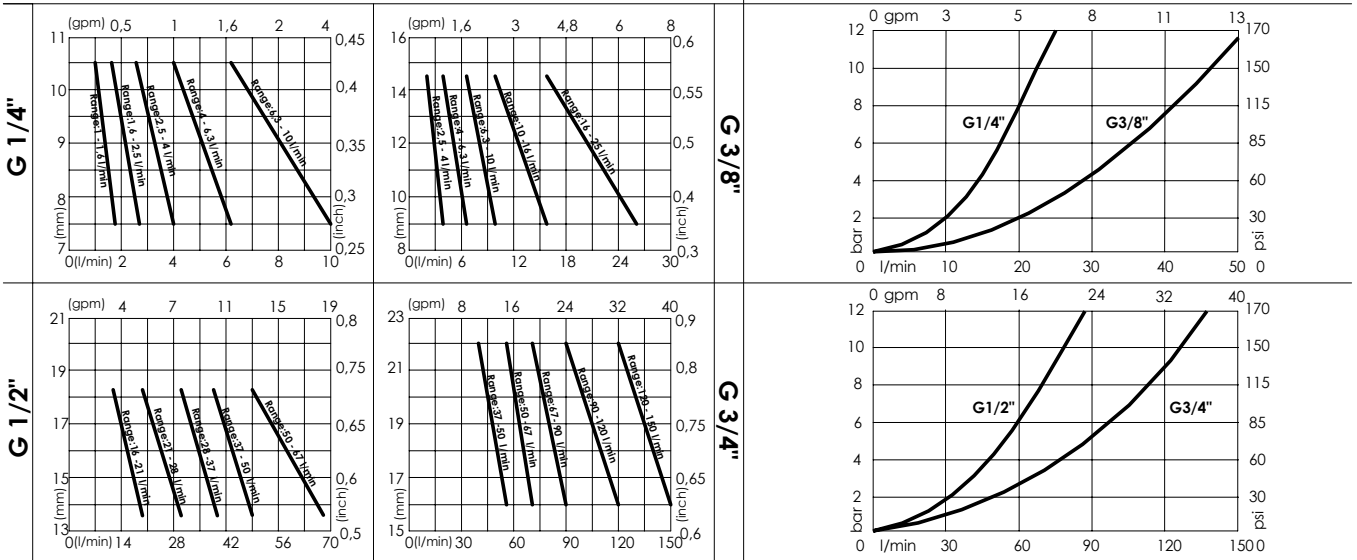 G 1/4"
(gpm) 0,5 1 1,6 2 4
11
10
9
8
7
(mm)
0,45
0,4
0,35
0,3
0,25
(inch)
Range:1 - 1,6 l/min
Range:1,6 - 2,5 l/min
Range:2,5 - 4 l/min
Range:4 - 6,3 l/min
Range:6,3 - 10 l/min
0(l/min) 2 4 6 8 10
(gpm) 1,6 3 4,8 6 8
16
14
12
10
8
(mm)
0,6
0,55
0,5
0,4
0,3
(inch)
Range:2,5 - 4 l/min
Range:4 - 6,3 l/min
Range:6,3 - 10 l/min
Range:10 -16 l/min
Range:16 - 25 l/min
0(l/min) 6 12 18 24 30
G 3/8"
0 gpm 3 5 8 11 13
12
10
8
6
4
2
bar
170
150
115
85
60
30
psi
G1/4"
G3/8"
0 l/min 10 20 30 40 50 0
G 1/2"
(gpm) 4 7 11 15 19
21
19
17
15
13
(mm)
0,8
0,75
0,65
0,6
0,5
(inch)
Range:16 -21 l/min
Range:21 - 28 l/min
Range:28 -37 l/min
Range:37 - 50 l/min
Range:50 - 67 l/min
0(l/min) 14 28 42 56 70
(gpm) 8 16 24 32 40
23
21
19
17
15
(mm)
0,9
0,8
0,75
0,65
0,6
(inch)
Range:37 -50 l/min
Range:50 -67 l/min
Range:67-90 l/min
Range:90 -120 l/min
Range:120 - 150 l/min
0(l/min) 30 60 90 120 150
G 3/4"
0 gpm 8 16 24 32 40
12
10
8
6
4
2
bar
170
150
115
85
60
30
psi
G1/2"
G3/4"
0 l/min 30 60 90 120 150 0